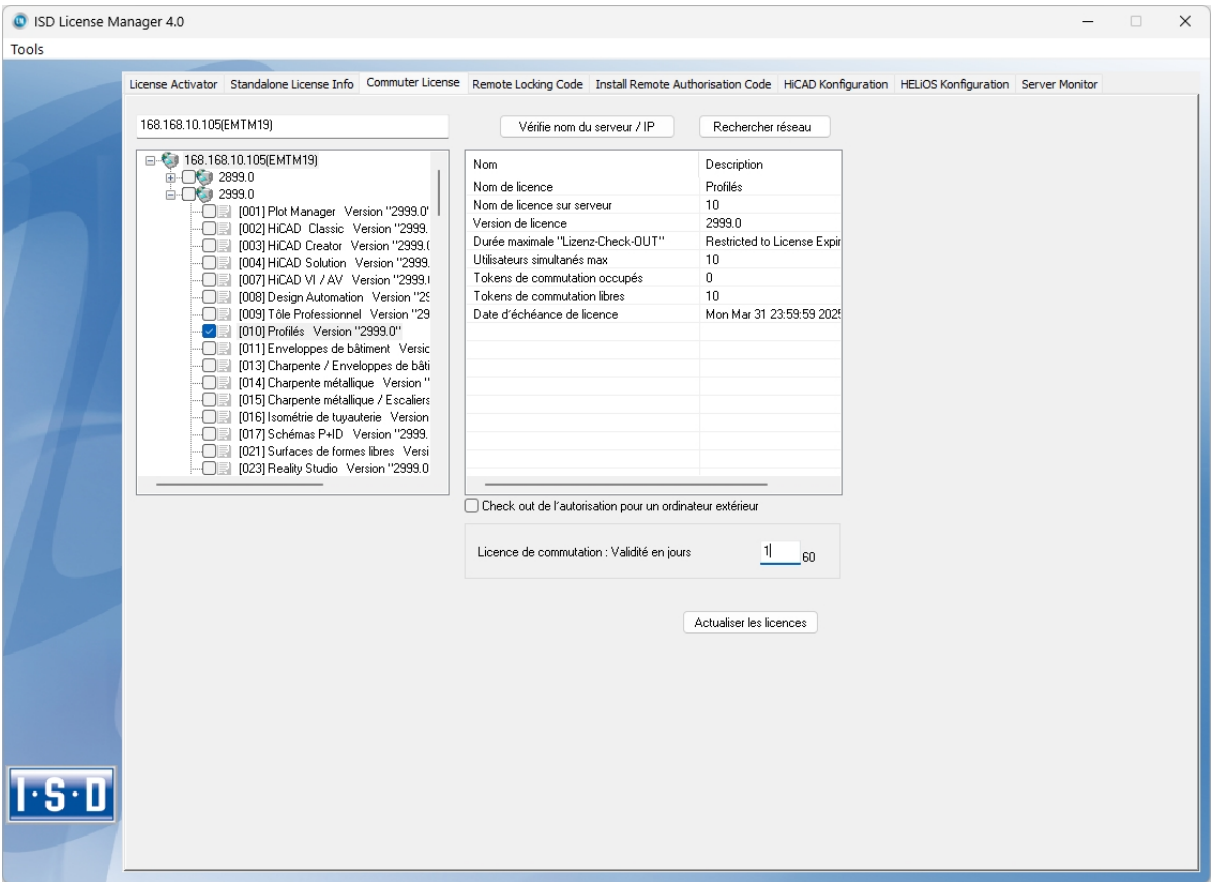 ISD License Manager 4.0
Tools
License Activator Standalone License Info Commuter License Remote Locking Code Install Remote Authorisation Code HiCAD Konfiguration HELiOS Konfiguration Server Monitor
168.168.10.105(EMTM19)
Vérifie nom du serveur / IP
Rechercher réseau
168.168.10.105(EMTM19)
2899.0
2999.0
[001] Plot Manager Version "2999.0"
[002] HiCAD Classic Version "2999.
[003] HiCAD Creator Version "2999.(
[004] HiCAD Solution Version "2999.
[007] HiCAD VI / AV Version "2999.
[008] Design Automation Version "29
[009] Tôle Professionnel Version "29
[010] Profilés Version "2999.0"
[011] Enveloppes de bâtiment Versic
[013] Charpente / Enveloppes de bâti
[014] Charpente métallique Version "
[015] Charpente métallique / Escaliers
[016] Isométrie de tuyauterie Version
[017] Schémas P+ID Version "2999.
[021] Surfaces de formes libres Versi
[023] Reality Studio Version "2999.0
Nom Description
Nom de licence Profilés
Nom de licence sur serveur 10
Version de licence 2999.0
Durée maximale "Lizenz-Check-OUT" Restricted to License Expir
Utilisateurs simultanés max 10
Tokens de commutation occupés 0
Tokens de commutation libres 10
Date d'échéance de licence Mon Mar 31 23:59:59 2025
Check out de l'autorisation pour un ordinateur extérieur
Licence de commutation : Validité en jours 1 60
Actualiser les licences
I·S·D